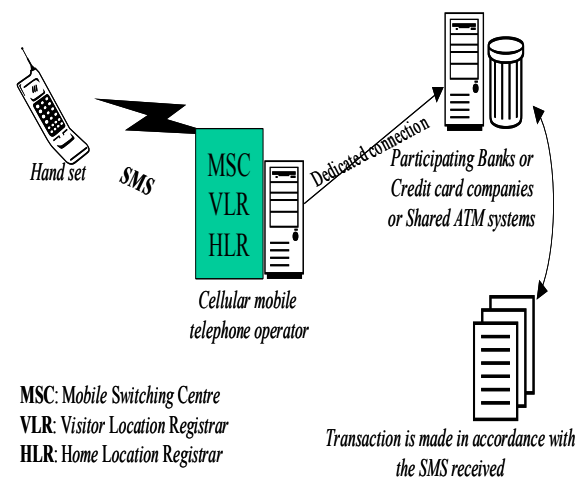 Hand set
SMS
MSC
VLR
HLR
Cellular mobile
telephone operator
Dedicated connection
Participating Banks or
Credit card companies
or Shared ATM systems
MSC: Mobile Switching Centre
VLR: Visitor Location Registrar
HLR: Home Location Registrar
Transaction is made in accordance with
the SMS received